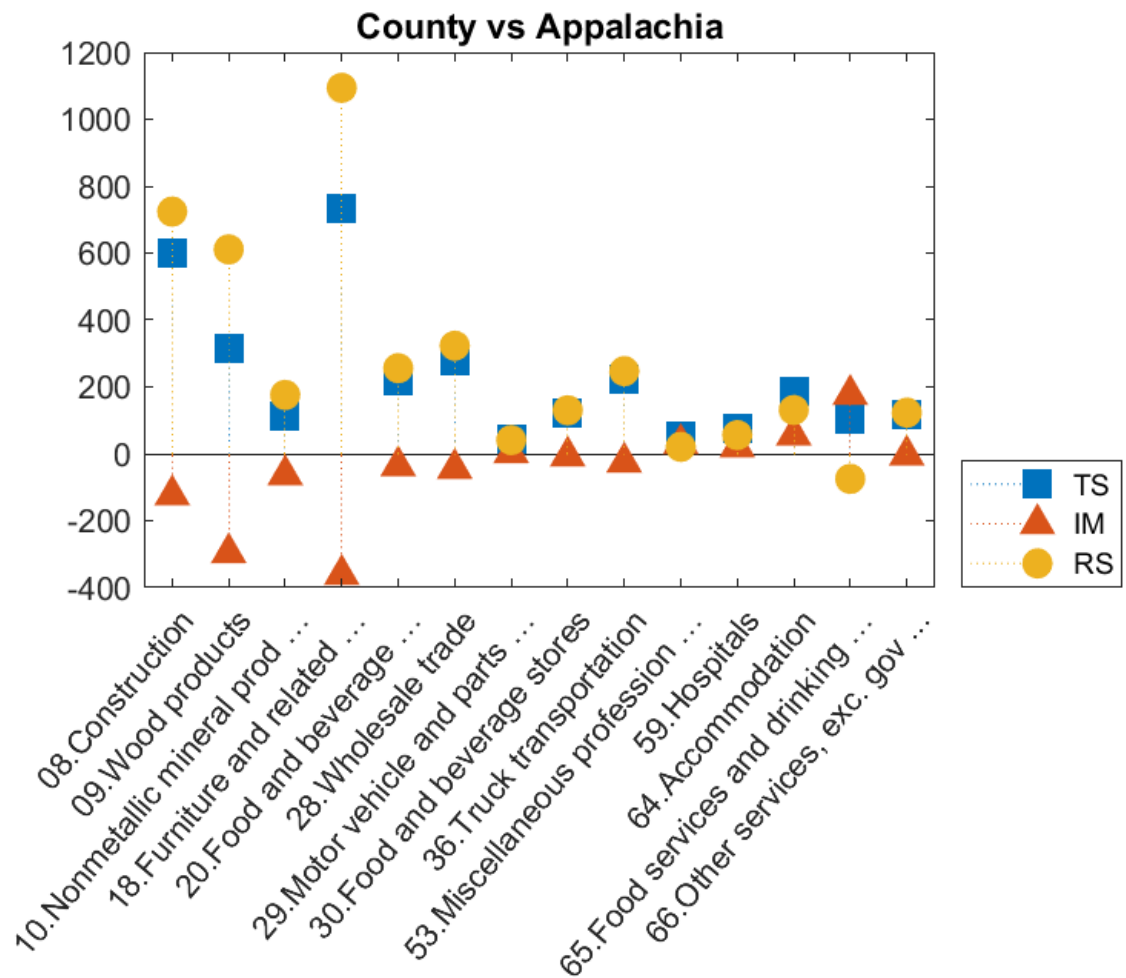 County vs Appalachia
1200
1000
800
600
400
200
0
-200
-400
08.Construction
09.Wood products
10.Nonmetallic mineral prod ...
18.Furniture and related ...
20.Food and beverage ...
28. Wholesale trade
29.Motor vehicle and parts ...
30.Food and beverage stores
36.Truck transportation
53.Miscellaneous profession ...
59.Hospitals
64.Accommodation
65.Food services and drinking ...
66.Other services, exc. gov ...
TS
IM
RS